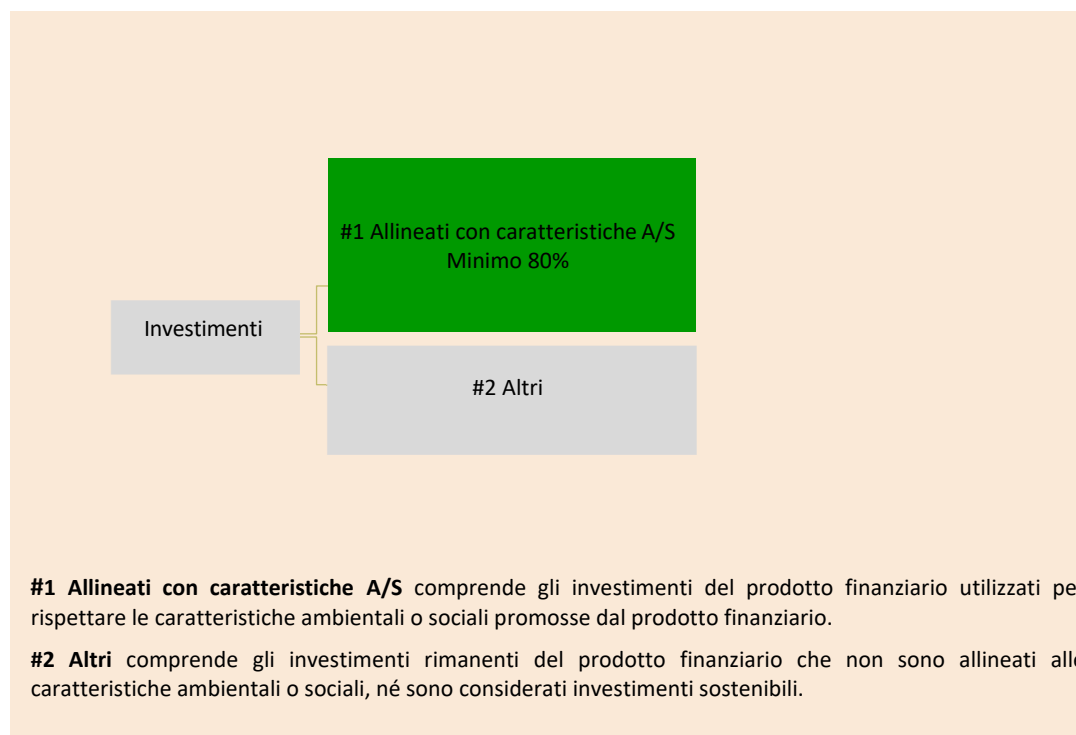 #1 Allineati con caratteristiche A/S
Minimo 80%
Investimenti
#2 Altri
#1 Allineati con caratteristiche A/S comprende gli investimenti del prodotto finanziario utilizzati pe
rispettare le caratteristiche ambientali o sociali promosse dal prodotto finanziario.
#2 Altri comprende gli investimenti rimanenti del prodotto finanziario che non sono allineati all
caratteristiche ambientali o sociali, né sono considerati investimenti sostenibili.